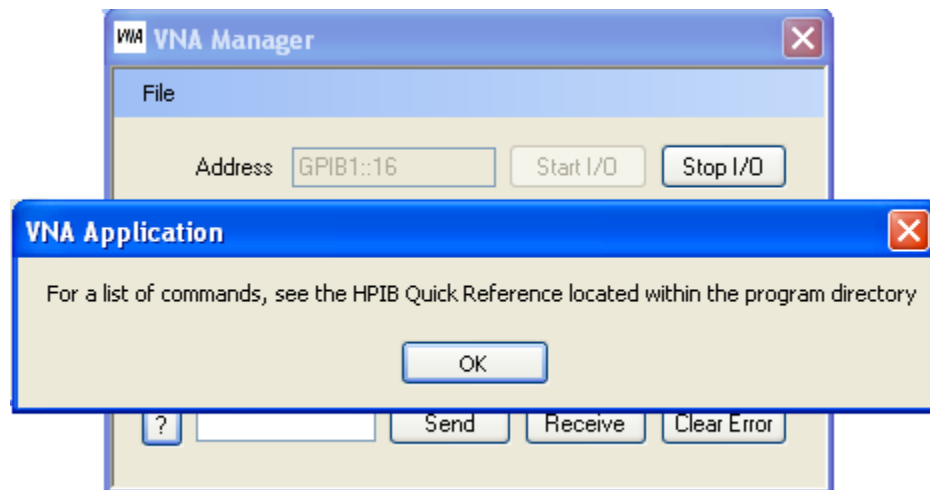 VNA VNA Manager
File
Address GPIB1::16 Start I/O Stop I/O
VNA Application
For a list of commands, see the HPIB Quick Reference located within the program directory
OK
? Send Receive Clear Error